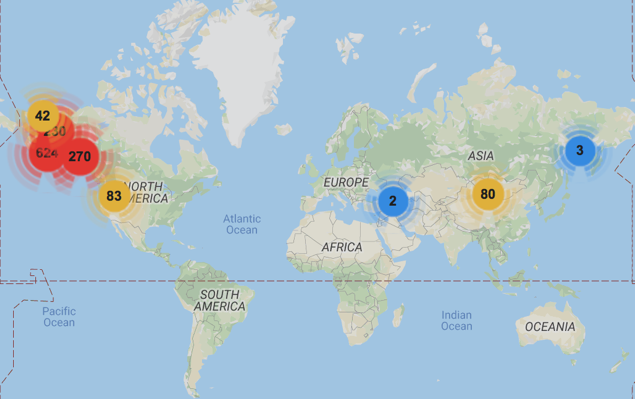 42
624
270
83
NORTH
AMERICA
EUROPE
ASIA
3
2
80
Atlantic
Ocean
AFRICA
SOUTH
AMERICA
Pacific
Ocean
Indian
Ocean
OCEANIA